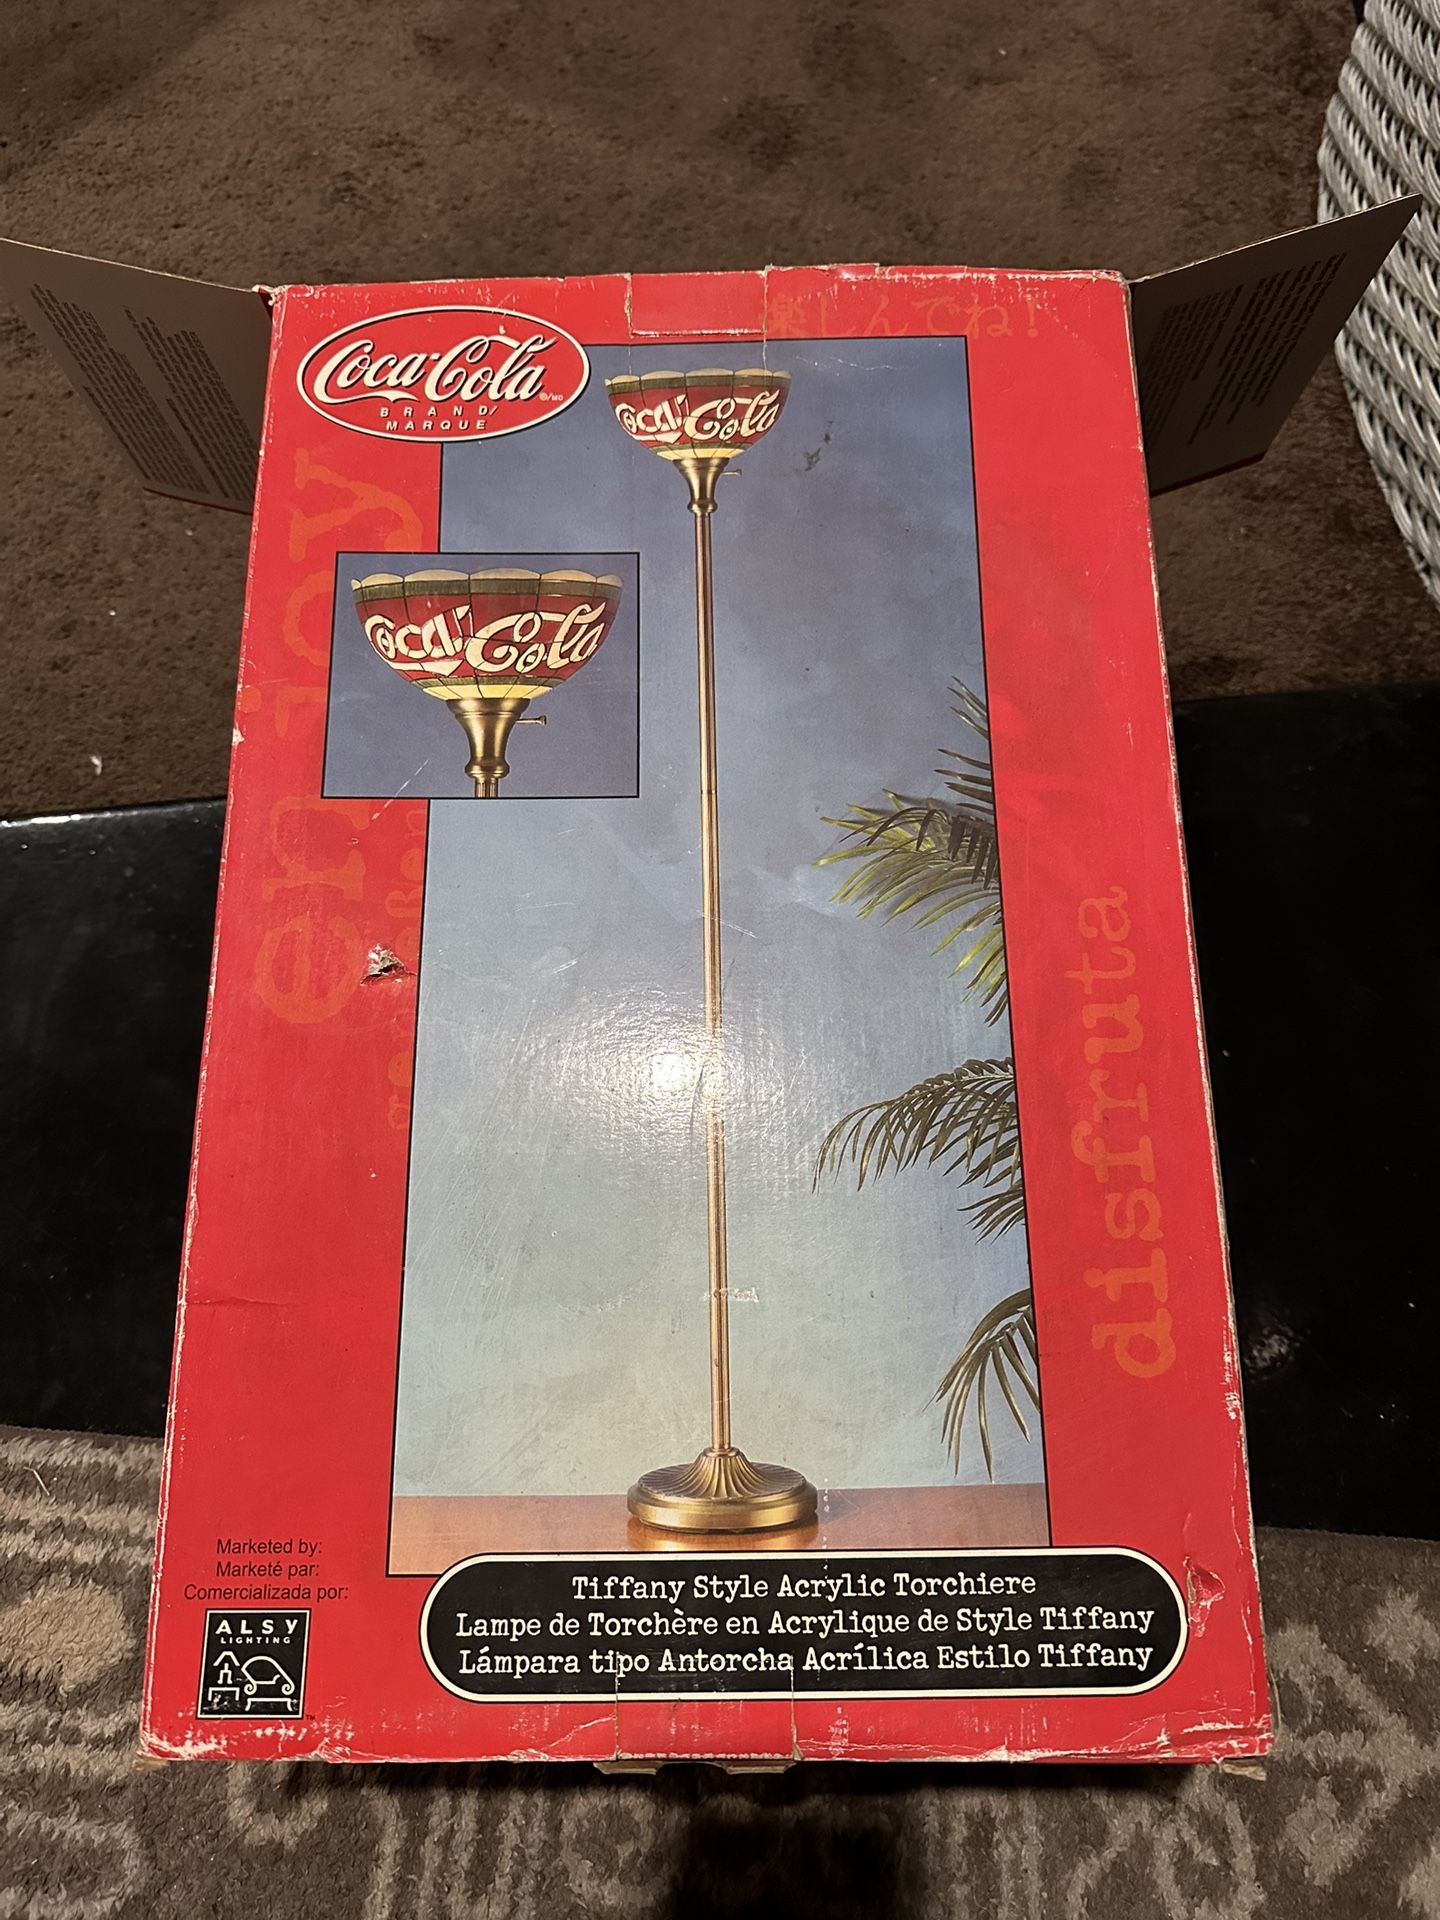 楽しんでね!
Coca-Cola ®/MD
BRAND/
MARQUE
Coca-Cola
Coca-Cola
enjoy
disfruta
Marketed by:
Marketé par:
Comercializada por:
ALSY
LIGHTING
TM
Tiffany Style Acrylic Torchiere
Lampe de Torchère en Acrylique de Style Tiffany
Lámpara tipo Antorcha Acrílica Estilo Tiffany